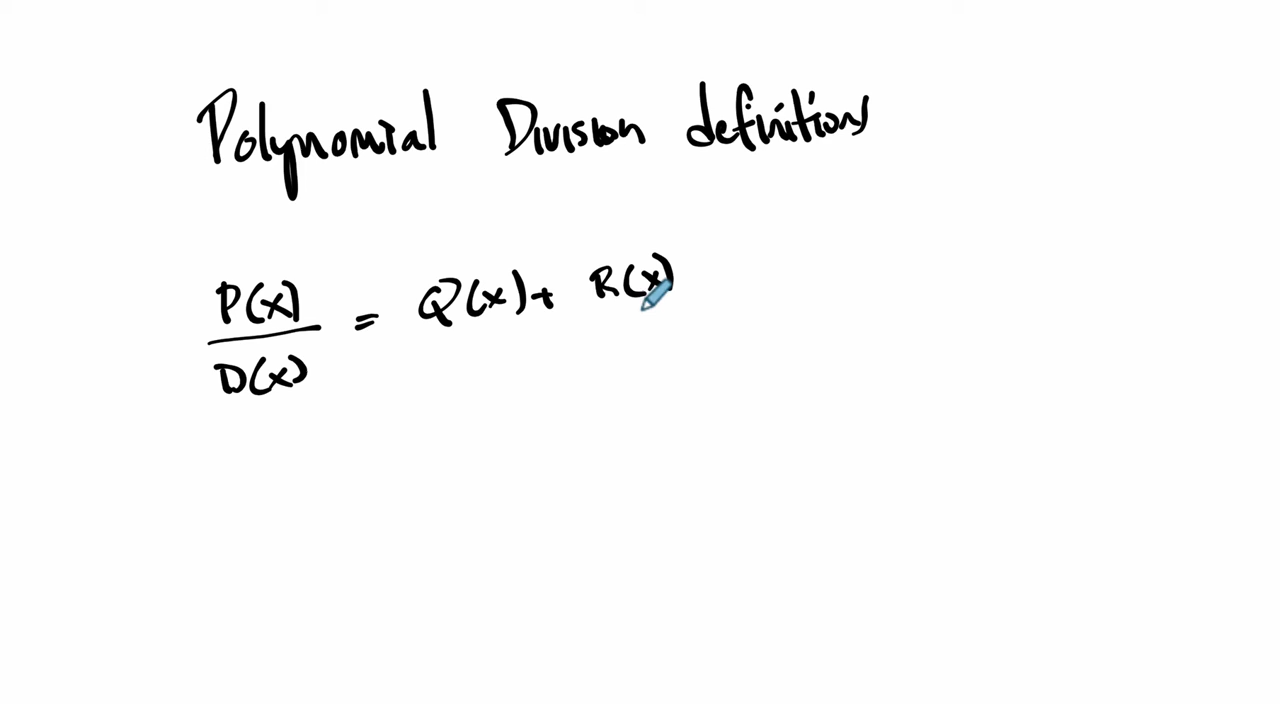 Polynomial Division definitions
P(x)
D(x)
= Q(x) + R(x)